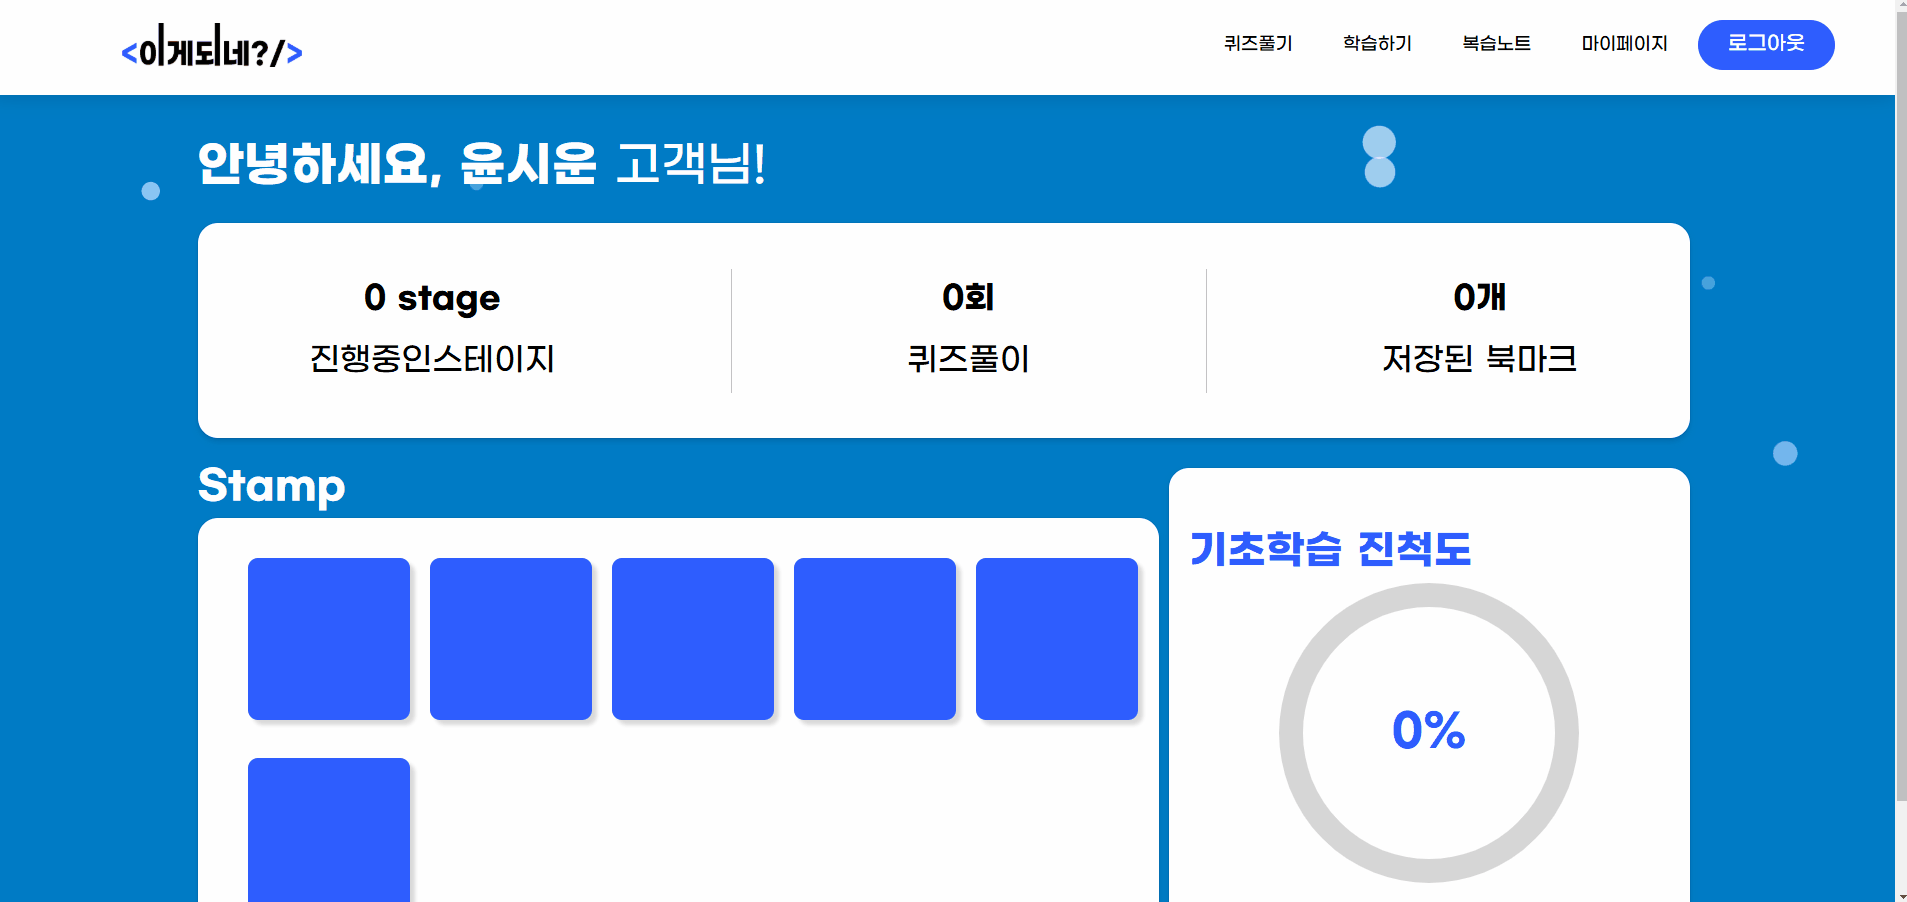 <이게되네?/>
퀴즈풀기 학습하기 복습노트 마이페이지 로그아웃
안녕하세요, 윤시운 고객님!
0 stage 0회 0개
진행중인스테이지 퀴즈풀이 저장된 북마크
Stamp
기초학습 진척도
0%